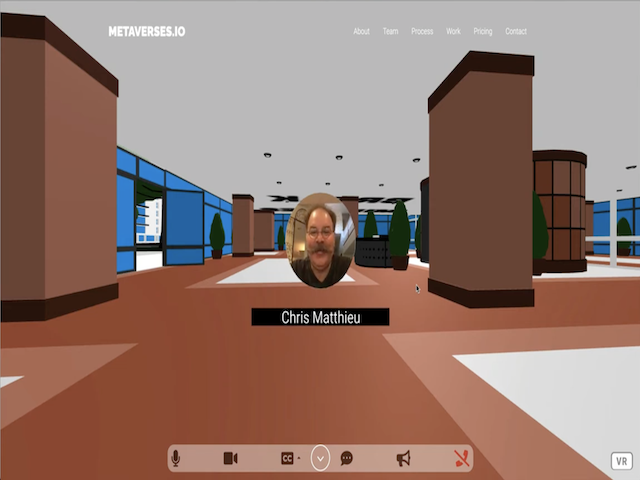 METAVERSES.IO
About Team Process Work Pricing Contact
Chris Matthieu
CC
VR